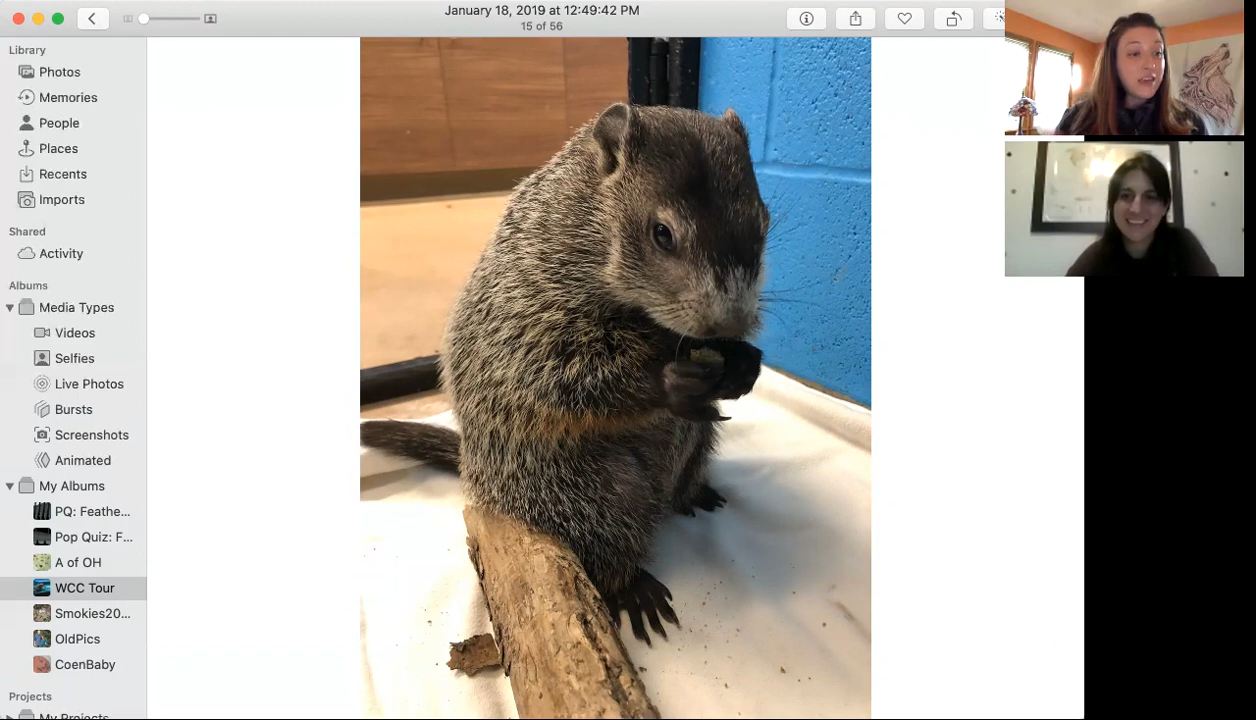 January 18, 2019 at 12:49:42 PM
15 of 56
Library
Photos
Memories
People
Places
Recents
Imports
Shared
Activity
Albums
Media Types
Videos
Selfies
Live Photos
Bursts
Screenshots
Animated
My Albums
PQ: Feathe...
Pop Quiz: F...
A of OH
WCC Tour
Smokies20...
OldPics
CoenBaby
Projects
My Projects